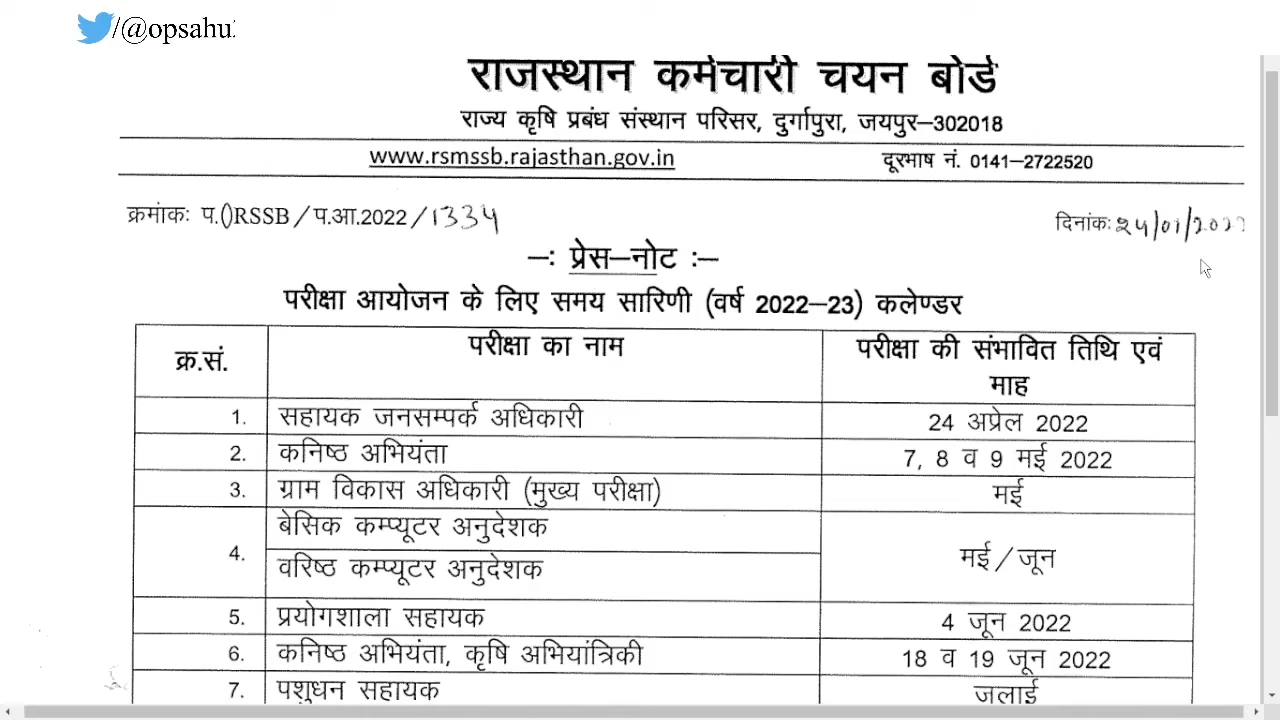 /@opsahu
राजस्थान कर्मचारी चयन बोर्ड
राज्य कृषि प्रबंध संस्थान परिसर, दुर्गापुरा, जयपुर–302018
www.rsmssb.rajasthan.gov.in दूरभाष नं. 0141–2722520
क्रमांकः प.()RSSB/प.आ.2022/1334 दिनांकः24/01/2022
–: प्रेस–नोट :–
परीक्षा आयोजन के लिए समय सारिणी (वर्ष 2022–23) कलेण्डर
क्र.सं. परीक्षा का नाम परीक्षा की संभावित तिथि एवं
माह
1. सहायक जनसम्पर्क अधिकारी 24 अप्रेल 2022
2. कनिष्ठ अभियंता 7, 8 व 9 मई 2022
3. ग्राम विकास अधिकारी (मुख्य परीक्षा) मई
4. बेसिक कम्प्यूटर अनुदेशक मई/जून
वरिष्ठ कम्प्यूटर अनुदेशक
5. प्रयोगशाला सहायक 4 जून 2022
6. कनिष्ठ अभियंता, कृषि अभियांत्रिकी 18 व 19 जून 2022
7. पशुधन सहायक जुलाई